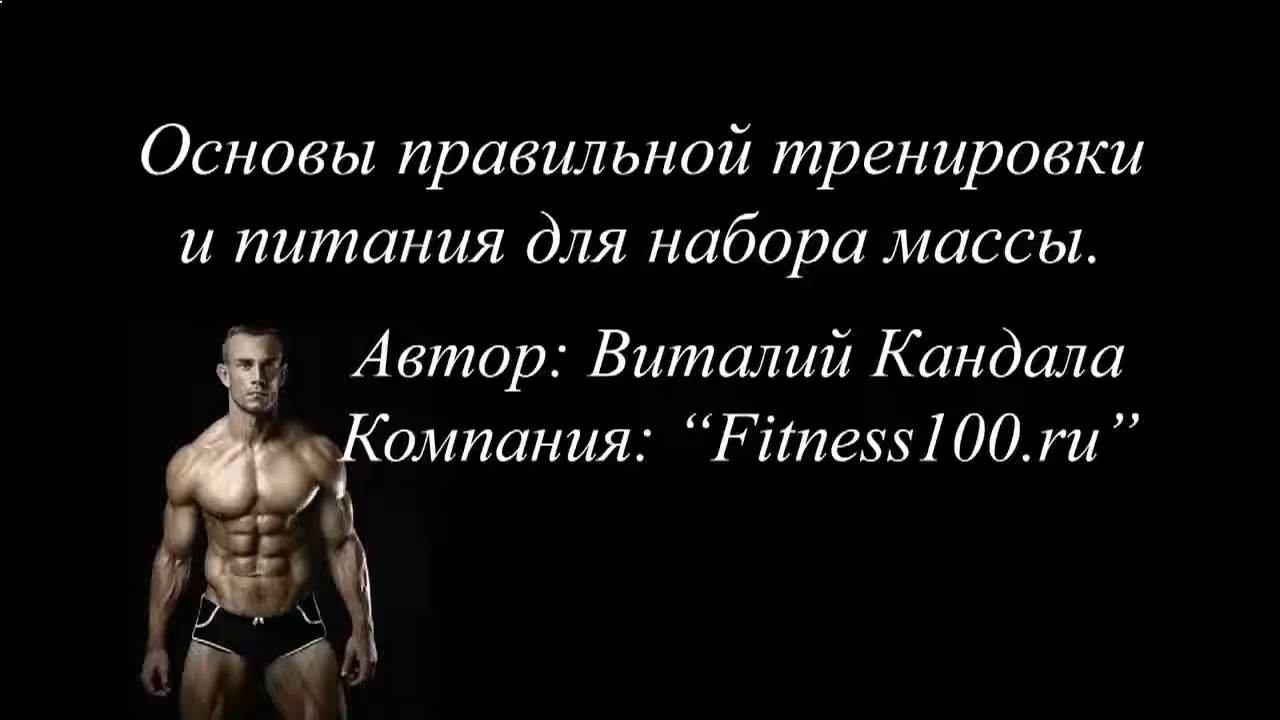 Основы правильной тренировки
и питания для набора массы.
Автор: Виталий Кандала
Компания: “Fitness100.ru”